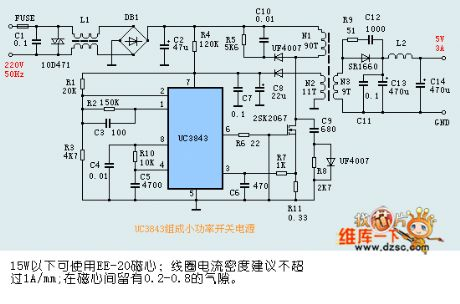 FUSE
C1
0.1
220V
50Hz
10D471
L1
DB1
C2
47u
R4
120K
C10
0.01
R5
5K6
UF4007
N1
90T
R9
51
C12
1000
5V
3A
L2
SR1660
N2
11T
N3
9T
0.1
C11
C13
470u
C14
470u
GND
R1
20K
R2 150K
C3 100
R3
4K7
C4
0.01
R10
10K
C5
4700
7
2
1
8
4
5
6
3
UC3843
C7
0.1
C8
22u
2SK2067
R6 22
R7
1K
C6
470
R11
0.33
C9
680
R8
2K7
UF4007
UC3843组成小功率开关电源
维库一下
www.dzsc.com
15W以下可使用EE-20磁心;线圈电流密度建议不超
过1A/mm;在磁心间留有0.2-0.8的气隙。